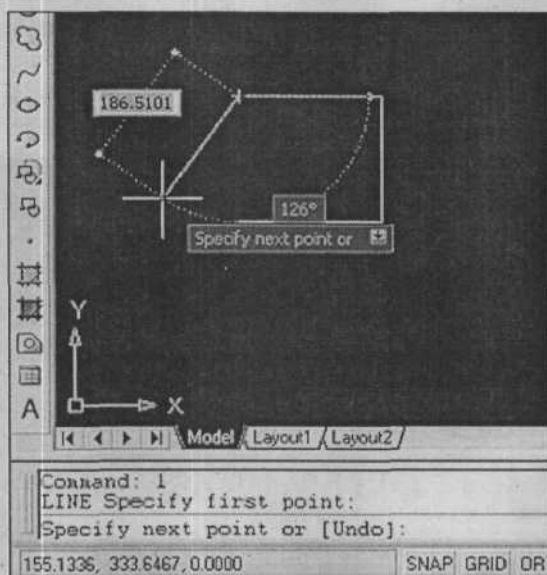 186.5101
126°
Specify next point or
Y
X
A
Model Layout1 Layout2
Command: l
LINE Specify first point:
Specify next point or [Undo]:
155.1336, 333.6467, 0.0000 SNAP GRID OR